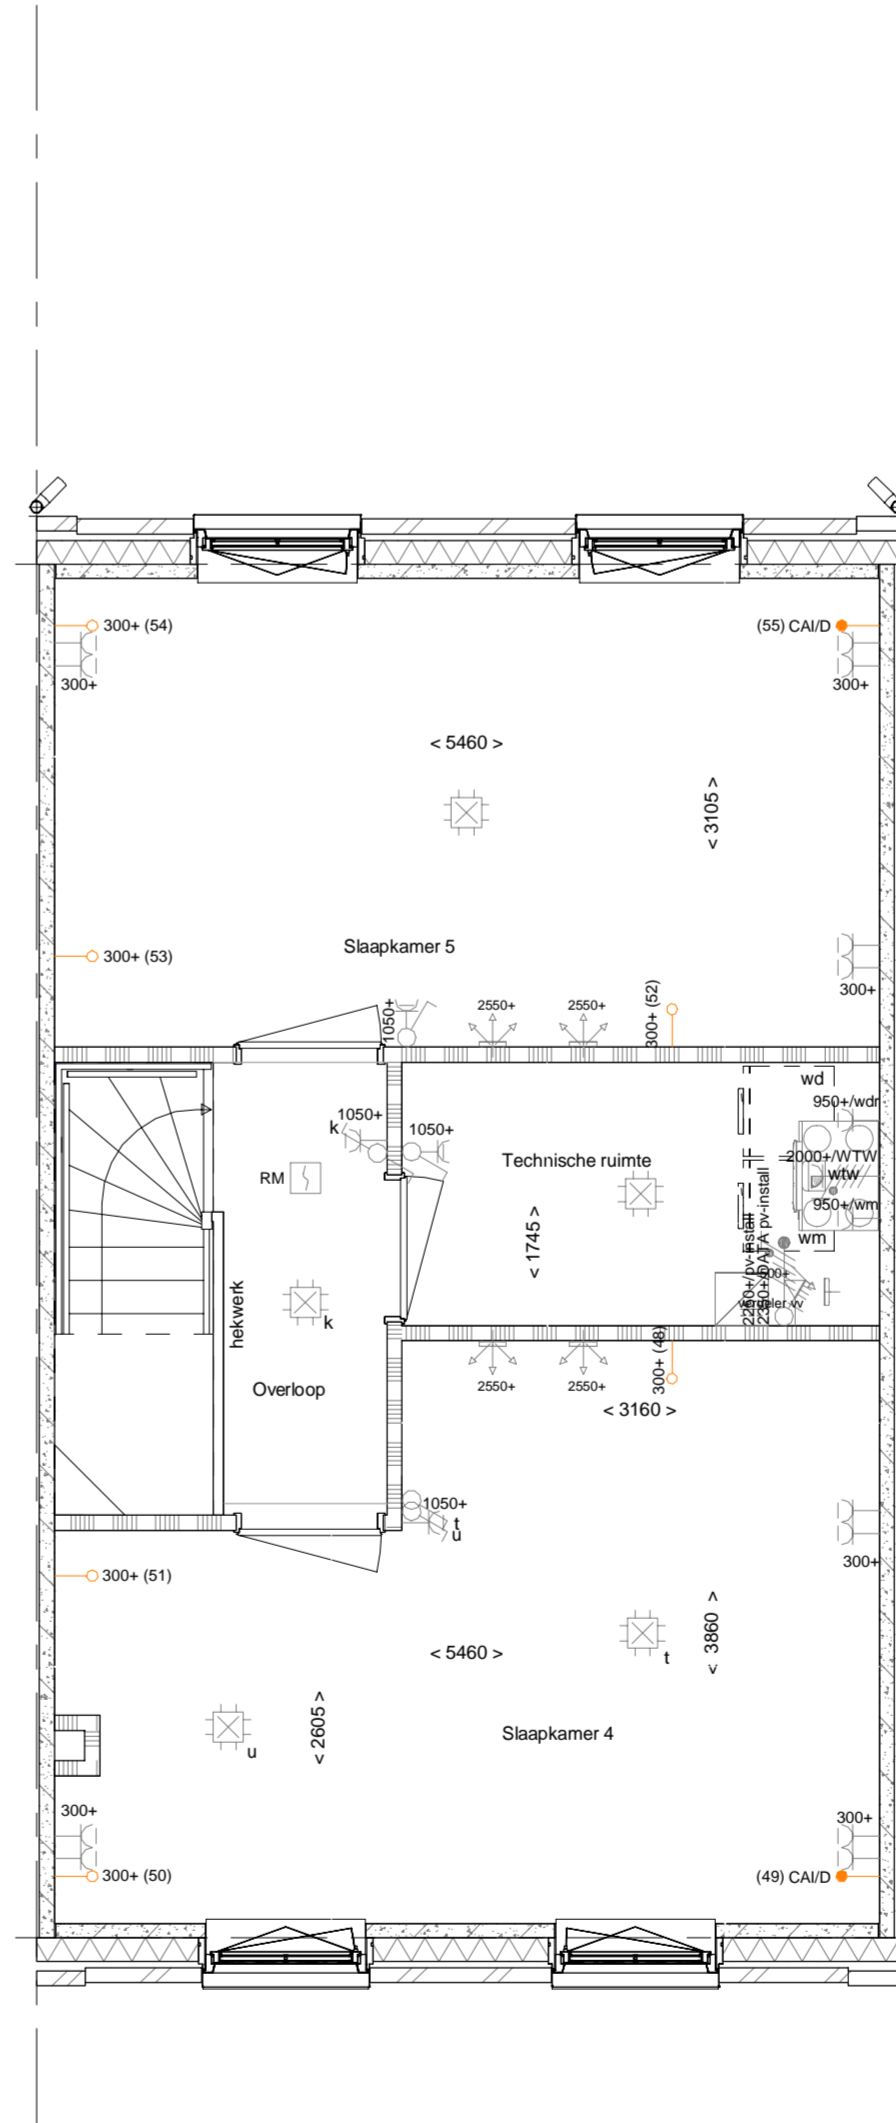 300+ (54)
(55) CAI/D
300+
300+
< 5460 >
< 3105 >
Slaapkamer 5
300+ (53)
300+
1050+
2550+
2550+
300+ (52)
wd
950+/wdr
1050+
k
1050+
Technische ruimte
2000+/WTW
wtw
RM
950+/wm
< 1745 >
wm
2250+/pv-install
2350+/DATA pv-install
hekwerk
k
Overloop
2550+
2550+
300+ (48)
< 3160 >
1050+
t
u
300+
300+ (51)
< 5460 >
< 3860 >
t
< 2605 >
Slaapkamer 4
u
300+
300+
300+ (50)
(49) CAI/D